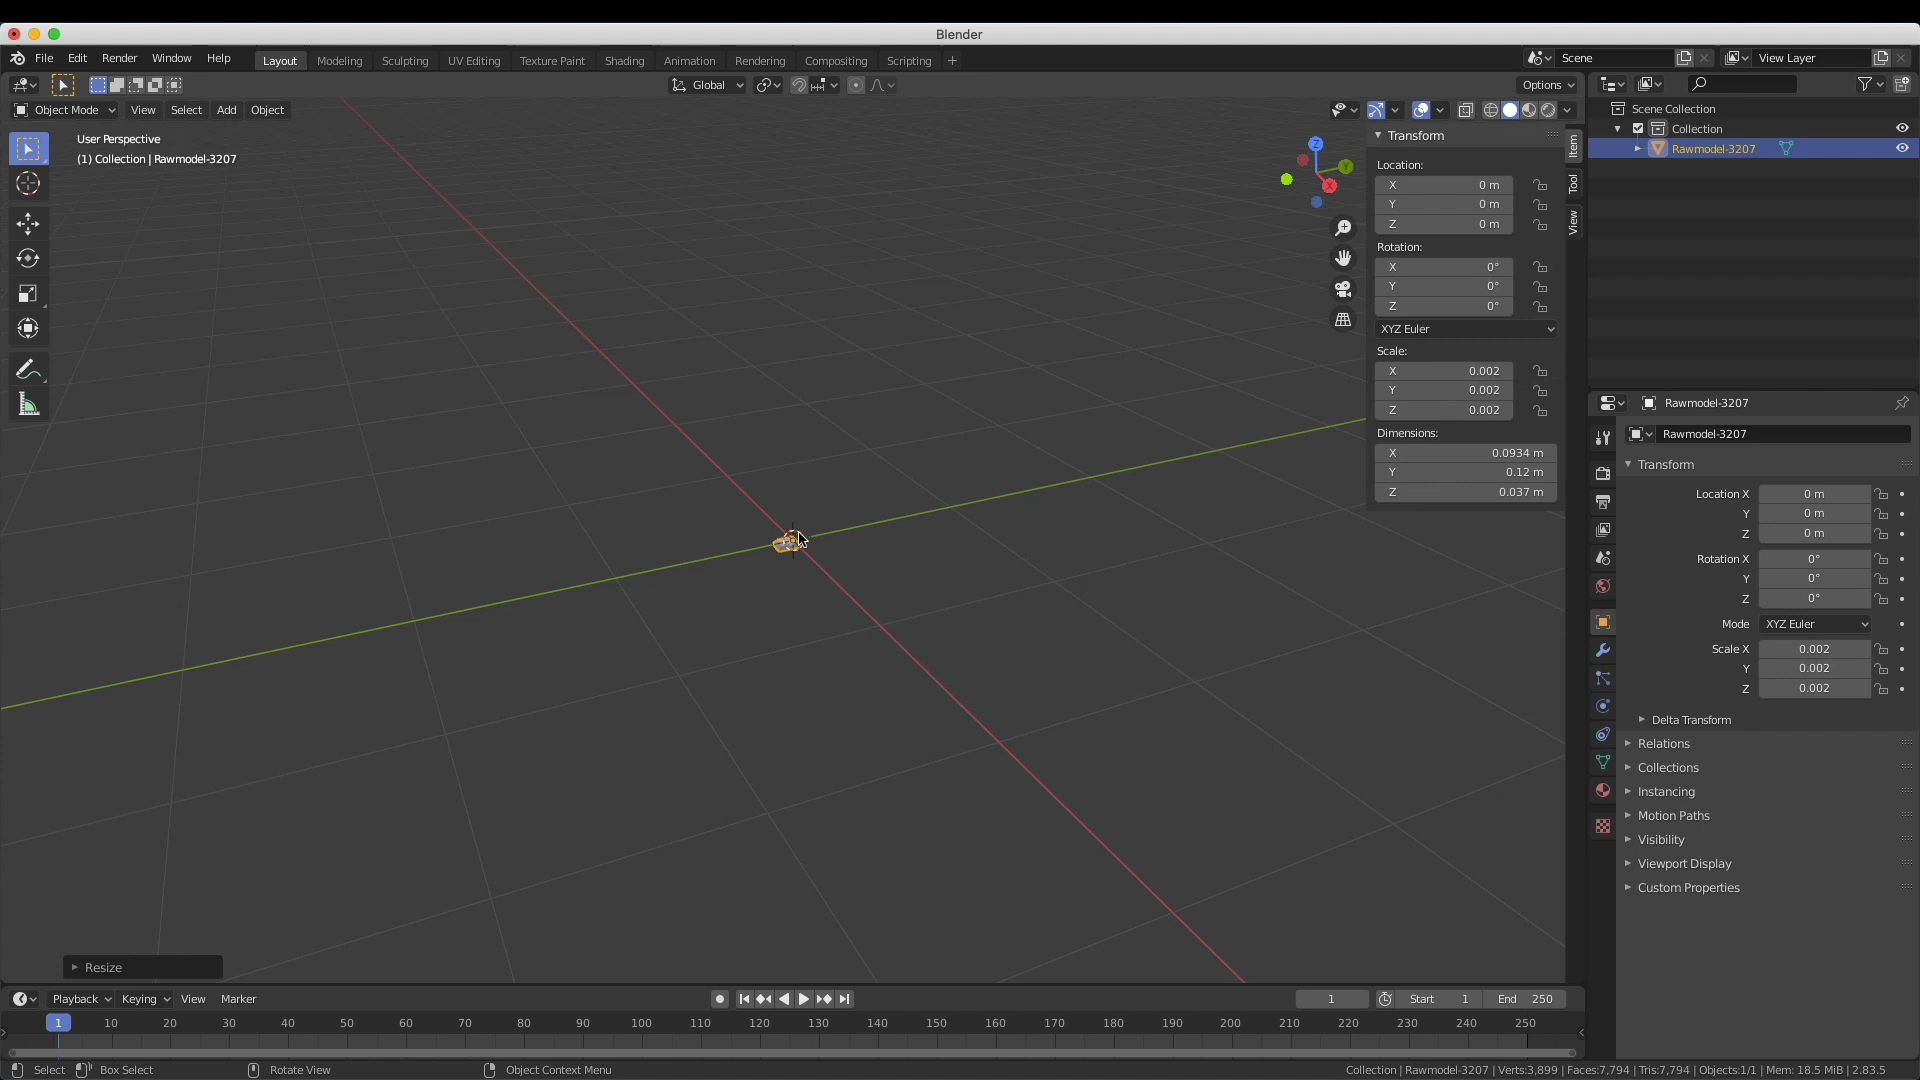 Blender
File Edit Render Window Help
Layout Modeling Sculpting UV Editing Texture Paint Shading Animation Rendering Compositing Scripting +
Scene
View Layer
Global
Options
Object Mode View Select Add Object
User Perspective
(1) Collection | Rawmodel-3207
Z
Y
X
Transform
Location:
X 0 m
Y 0 m
Z 0 m
Rotation:
X 0°
Y 0°
Z 0°
XYZ Euler
Scale:
X 0.002
Y 0.002
Z 0.002
Dimensions:
X 0.0934 m
Y 0.12 m
Z 0.037 m
Item
Tool
View
Scene Collection
Collection
Rawmodel-3207
Rawmodel-3207
Rawmodel-3207
Transform
Location X 0 m
Y 0 m
Z 0 m
Rotation X 0°
Y 0°
Z 0°
Mode XYZ Euler
Scale X 0.002
Y 0.002
Z 0.002
Delta Transform
Relations
Collections
Instancing
Motion Paths
Visibility
Viewport Display
Custom Properties
Resize
Playback Keying View Marker
1 Start 1 End 250
1 10 20 30 40 50 60 70 80 90 100 110 120 130 140 150 160 170 180 190 200 210 220 230 240 250
Select Box Select Rotate View Object Context Menu
Collection | Rawmodel-3207 | Verts:3,899 | Faces:7,794 | Tris:7,794 | Objects:1/1 | Mem: 18.5 MiB | 2.83.5